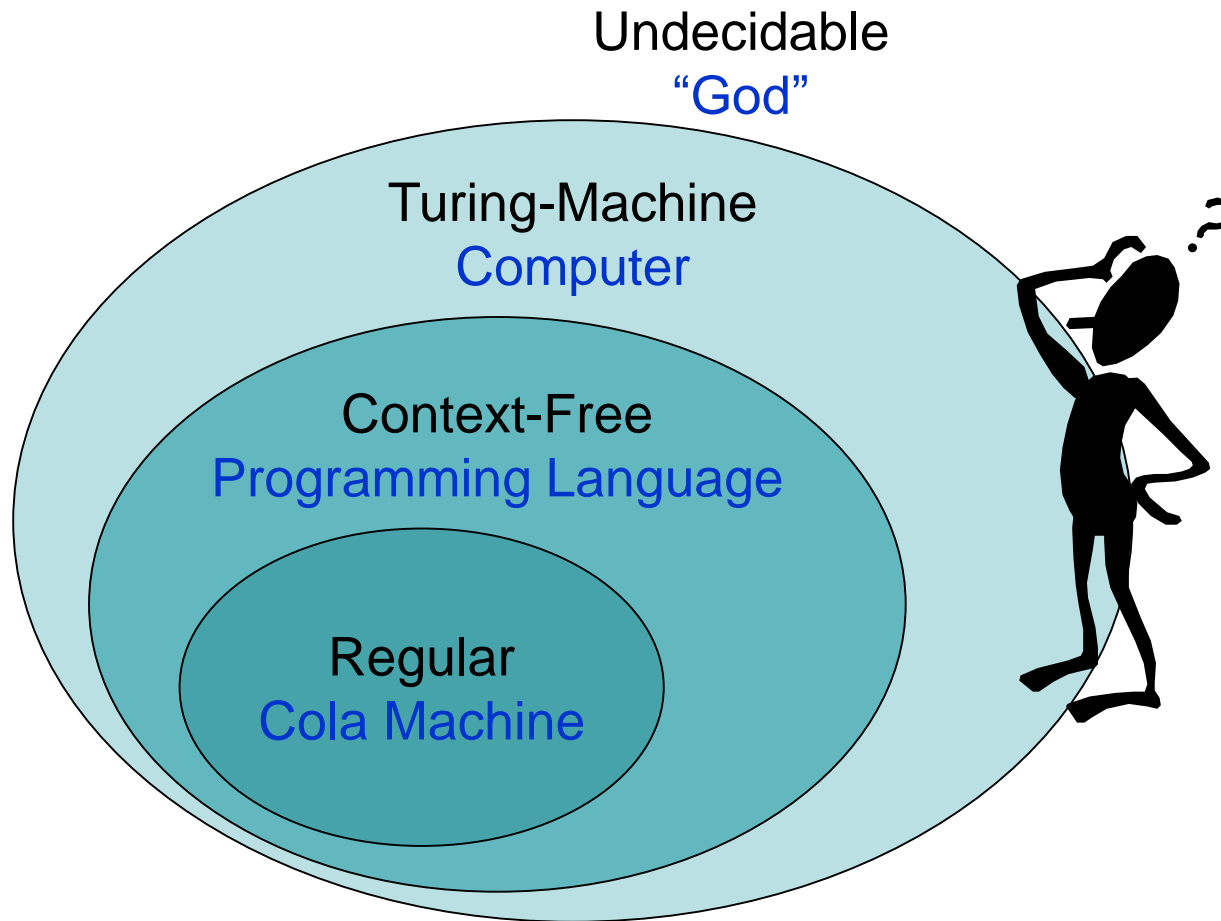 Undecidable
“God”
Turing-Machine
Computer
Context-Free
Programming Language
Regular
Cola Machine